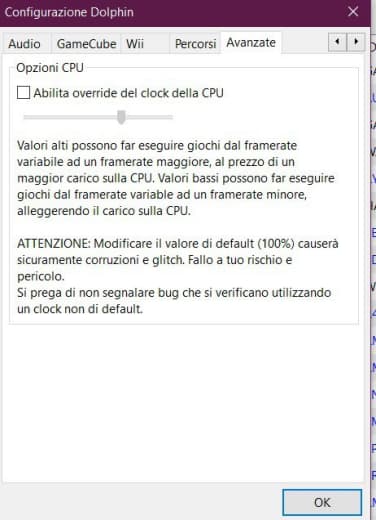 Configurazione Dolphin
Audio GameCube Wii Percorsi Avanzate
Opzioni CPU
Abilita override del clock della CPU
Valori alti possono far eseguire giochi dal framerate
variabile ad un framerate maggiore, al prezzo di un
maggior carico sulla CPU. Valori bassi possono far eseguire
giochi dal framerate variable ad un framerate minore,
alleggerendo il carico sulla CPU.
ATTENZIONE: Modificare il valore di default (100%) causerà
sicuramente corruzioni e glitch. Fallo a tuo rischio e
pericolo.
Si prega di non segnalare bug che si verificano utilizzando
un clock non di default.
OK